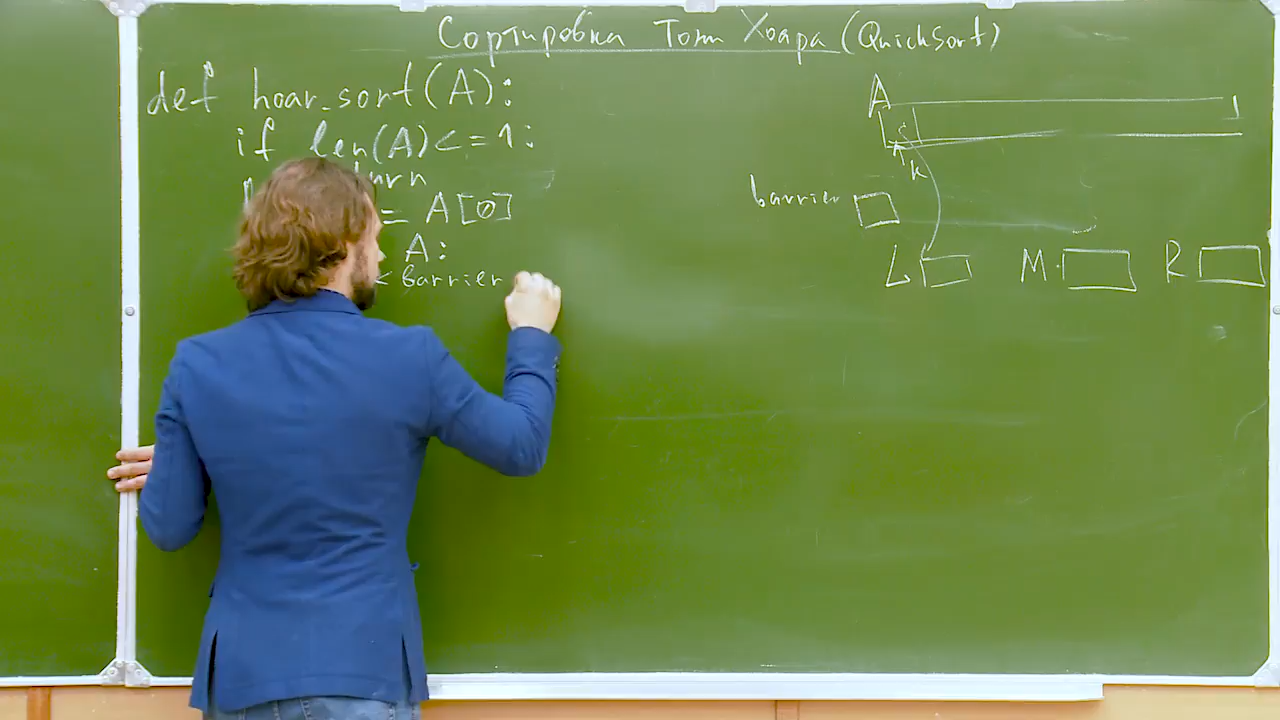 Сортировка Тони Хоара (QuickSort)
def hoar_sort(A):
if len(A)<=1:
= A[0]
A:
< barrier
A
k
barrier
L M R